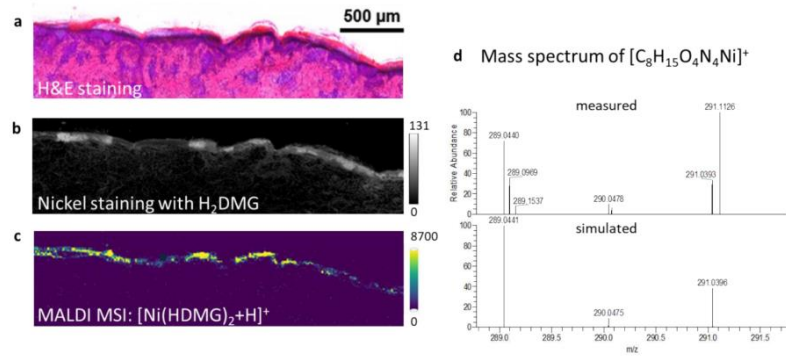 a
500 µm
H&E staining
b
131
0
Nickel staining with H₂DMG
c
8700
0
MALDI MSI: [Ni(HDMG)₂+H]⁺
d Mass spectrum of [C₈H₁₅O₄N₄Ni]⁺
measured
291.1126
100
289.0440
80
60
289.0969
291.0393
40
20
289.1537
290.0478
0
Relative Abundance
289.0441
simulated
100
80
60
291.0396
40
20
290.0475
0
289.0 289.5 290.0 290.5 291.0 291.5
m/z